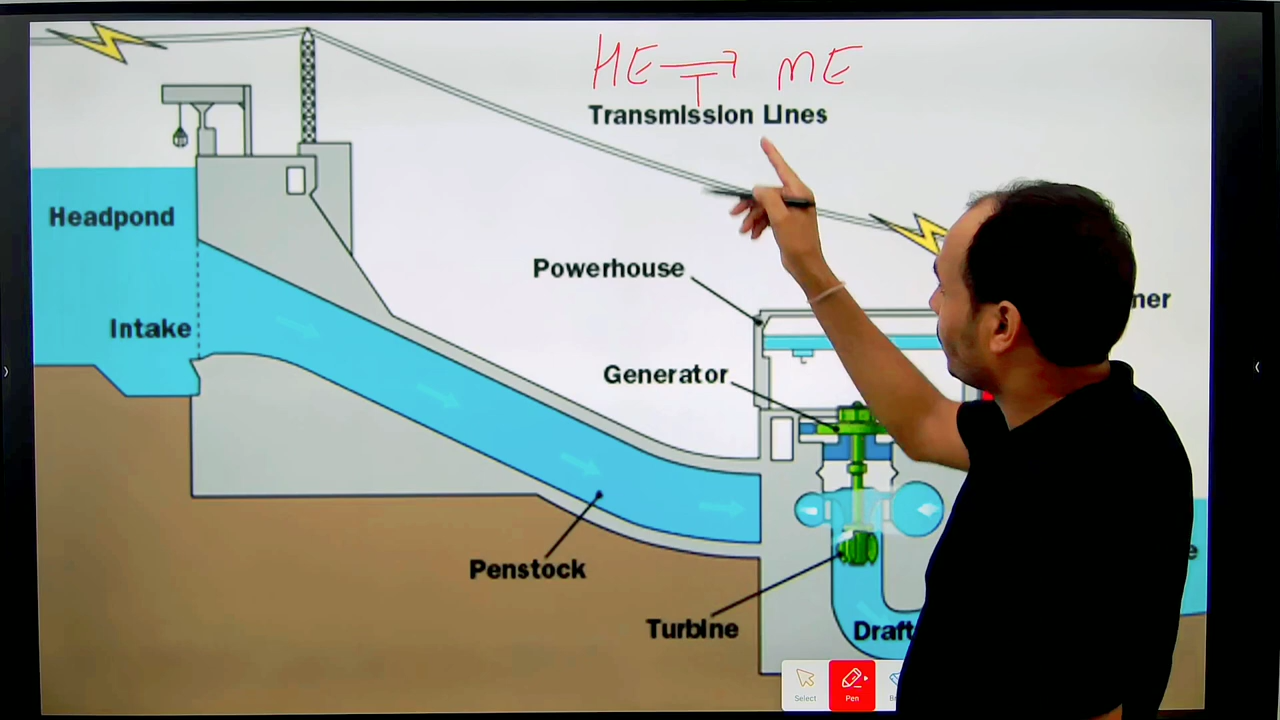 HE → ME
T
Transmission Lines
Headpond
Powerhouse
Intake
Generator
Penstock
Turbine
Draft
Select
Pen